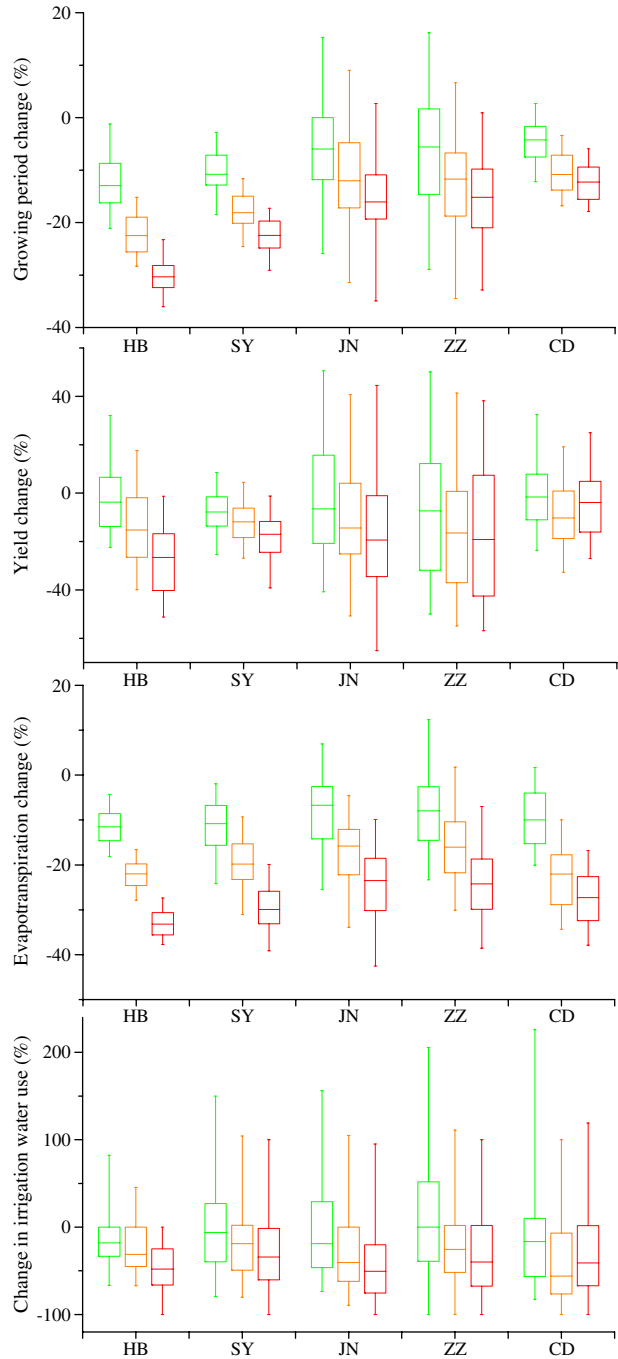 Growing period change (%)
20
0
-20
-40
HB SY JN ZZ CD
Yield change (%)
40
0
-40
HB SY JN ZZ CD
Evapotranspiration change (%)
20
0
-20
-40
HB SY JN ZZ CD
Change in irrigation water use (%)
200
100
-0
-100
HB SY JN ZZ CD